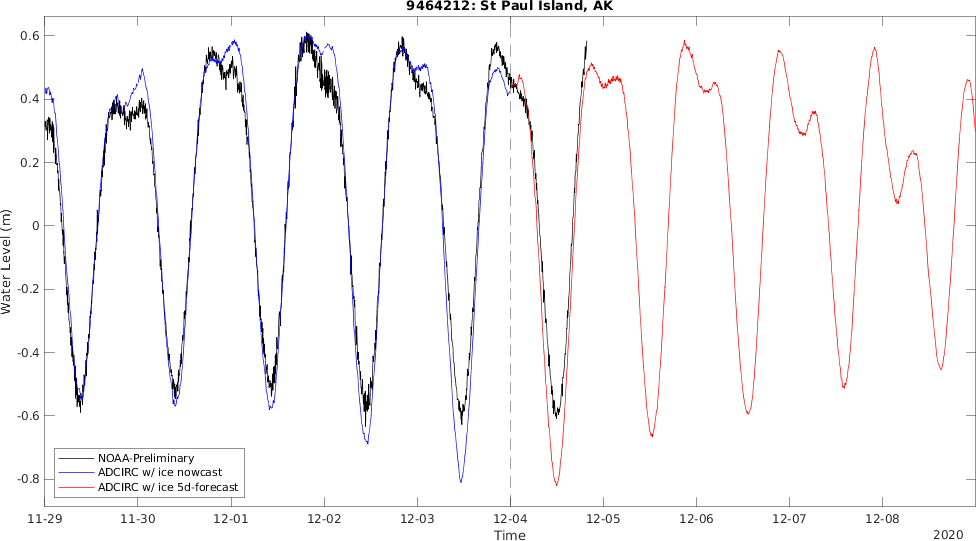 9464212: St Paul Island, AK
Water Level (m)
0.6
0.4
0.2
0
-0.2
-0.4
-0.6
-0.8
NOAA-Preliminary
ADCIRC w/ ice nowcast
ADCIRC w/ ice 5d-forecast
11-29 11-30 12-01 12-02 12-03 12-04 12-05 12-06 12-07 12-08
Time
2020